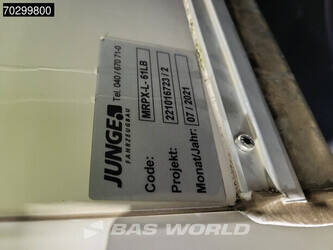 70299800
JUNGE
FAHRZEUGBAU
Tel. 040/670 71-0
Code: MRPX-L-61LB
Projekt: 221016723 / 2
Monat/Jahr: 07 / 2021
BAS WORLD